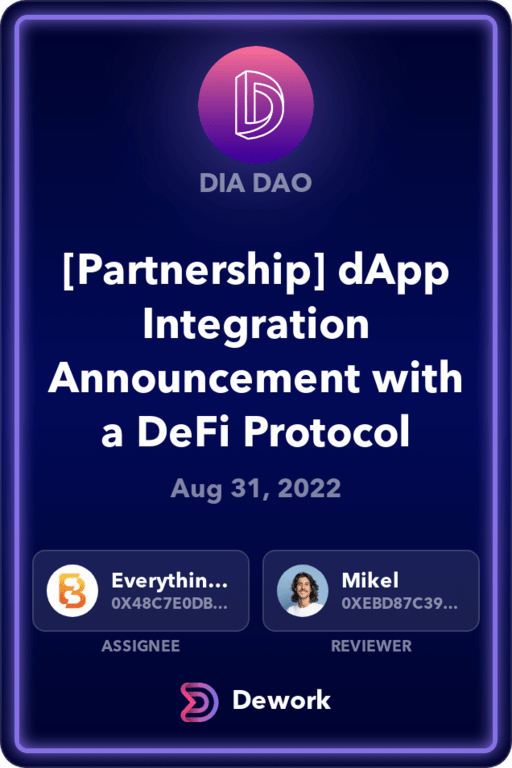 DIA DAO
[Partnership] dApp
Integration
Announcement with
a DeFi Protocol
Aug 31, 2022
Everythin...
0X48C7E0DB...
ASSIGNEE
Mikel
0XEBD87C39...
REVIEWER
Dework